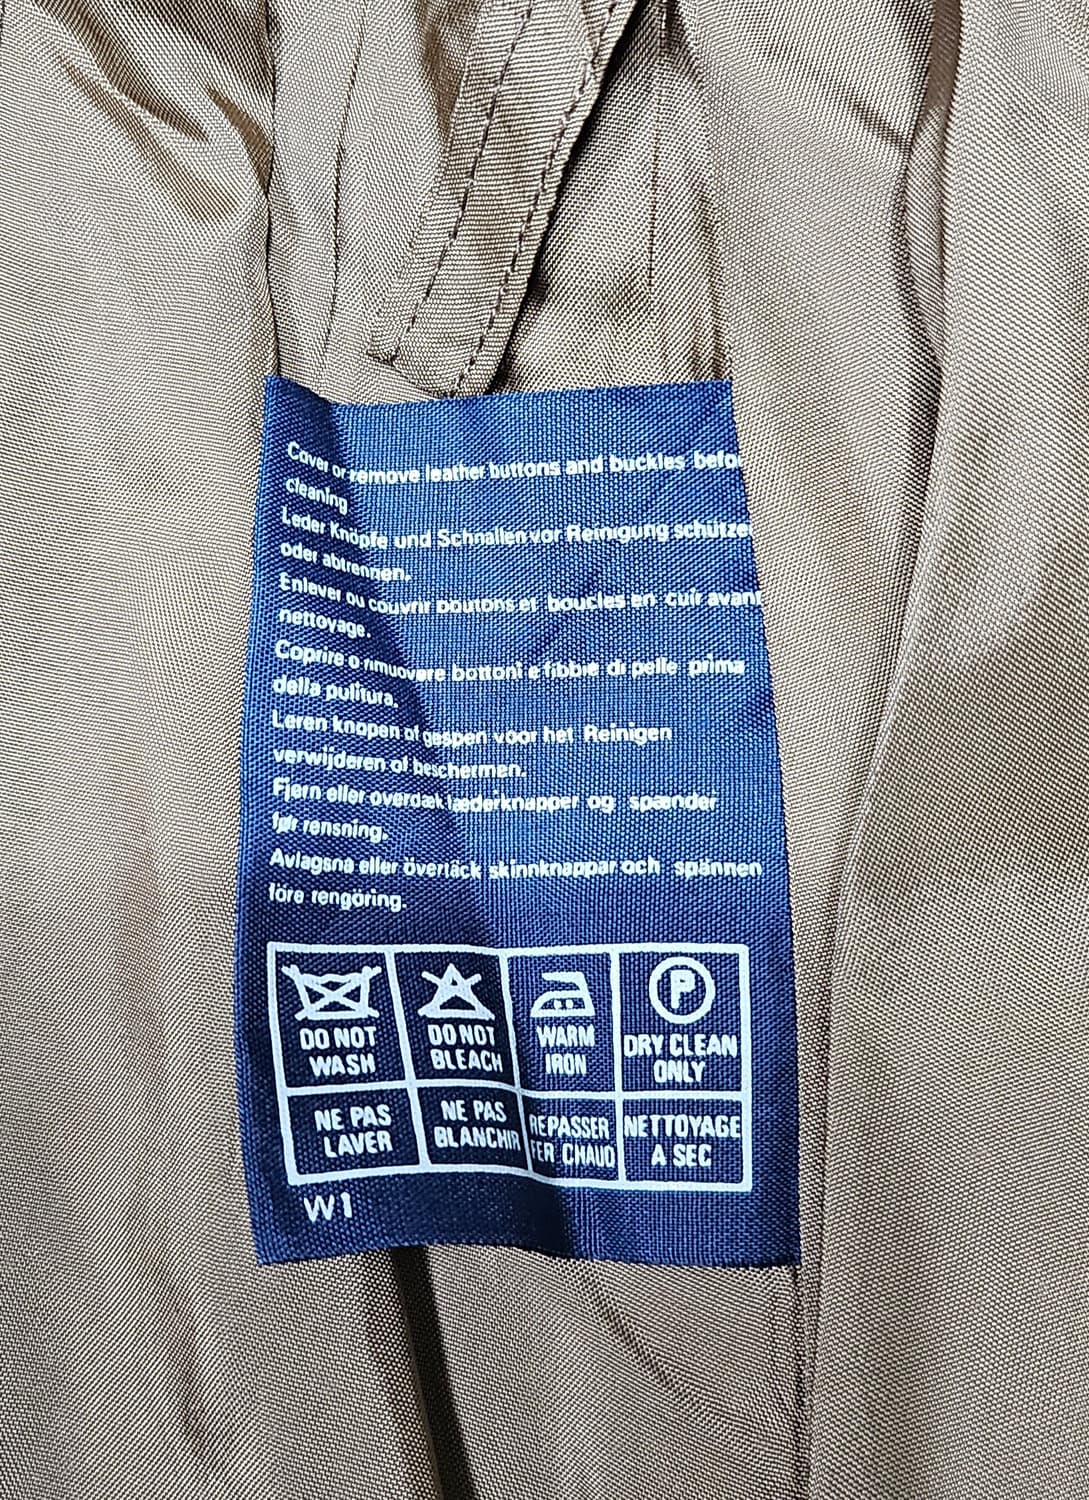 Cover or remove leather buttons and buckles befo
cleaning
Leder Knöpfe und Schnallen vor Reinigung schütze
oder abtrennen.
Enlever ou couvrir boutons et boucles en cuir avant
nettoyage.
Coprire o rimuovere bottoni e fibbie di pelle prima
della pulitura.
Leren knopen of gespen voor het Reinigen
verwijderen of beschermen.
Fjern eller overdæk læderknapper og spænder
før rensning.
Avlagsna eller övertäck skinnknappar och spännen
före rengöring.
P
DO NOT WASH
DO NOT BLEACH
WARM IRON
DRY CLEAN ONLY
NE PAS LAVER
NE PAS BLANCHIR
REPASSER FER CHAUD
NETTOYAGE A SEC
W1